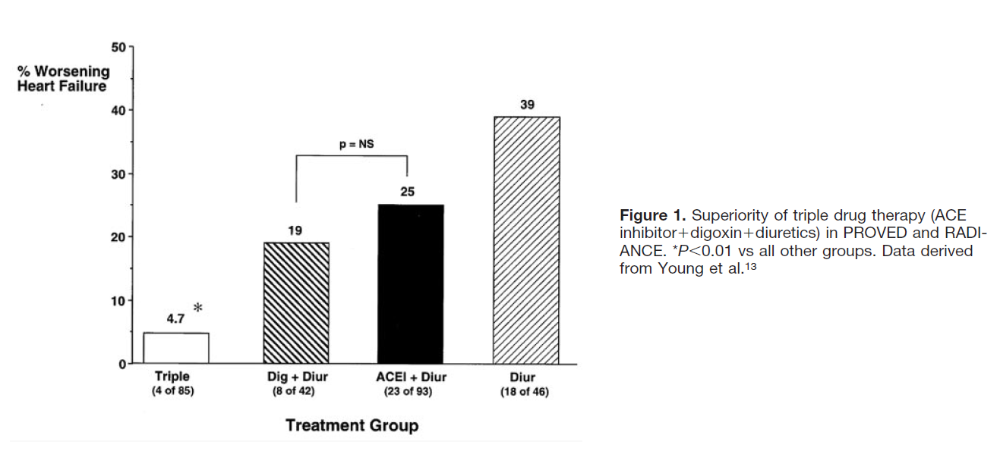 % Worsening
Heart Failure
50
40
30
20
10
0
4.7
*
19
p = NS
25
39
Triple
(4 of 85)
Dig + Diur
(8 of 42)
ACEI + Diur
(23 of 93)
Diur
(18 of 46)
Treatment Group
Figure 1. Superiority of triple drug therapy (ACE
inhibitor+digoxin+diuretics) in PROVED and RADI-
ANCE. *P<0.01 vs all other groups. Data derived
from Young et al.¹³